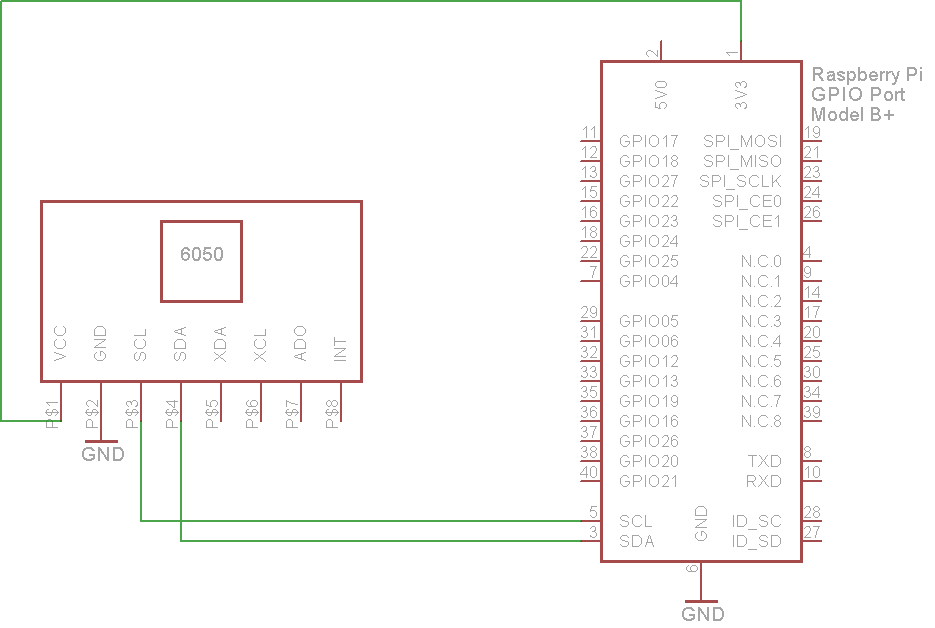 2
1
Raspberry Pi
GPIO Port
Model B+
5V0
3V3
11 GPIO17 SPI_MOSI 19
12 GPIO18 SPI_MISO 21
13 GPIO27 SPI_SCLK 23
15 GPIO22 SPI_CE0 24
16 GPIO23 SPI_CE1 26
18 GPIO24
22 GPIO25 N.C.0 4
7 GPIO04 N.C.1 9
N.C.2 14
29 GPIO05 N.C.3 17
31 GPIO06 N.C.4 20
32 GPIO12 N.C.5 25
33 GPIO13 N.C.6 30
35 GPIO19 N.C.7 34
36 GPIO16 N.C.8 39
37 GPIO26
38 GPIO20 TXD 8
40 GPIO21 RXD 10
5 SCL GND ID_SC 28
3 SDA ID_SD 27
6
GND
6050
VCC GND SCL SDA XDA XCL ADO INT
P$1 P$2 P$3 P$4 P$5 P$6 P$7 P$8
GND